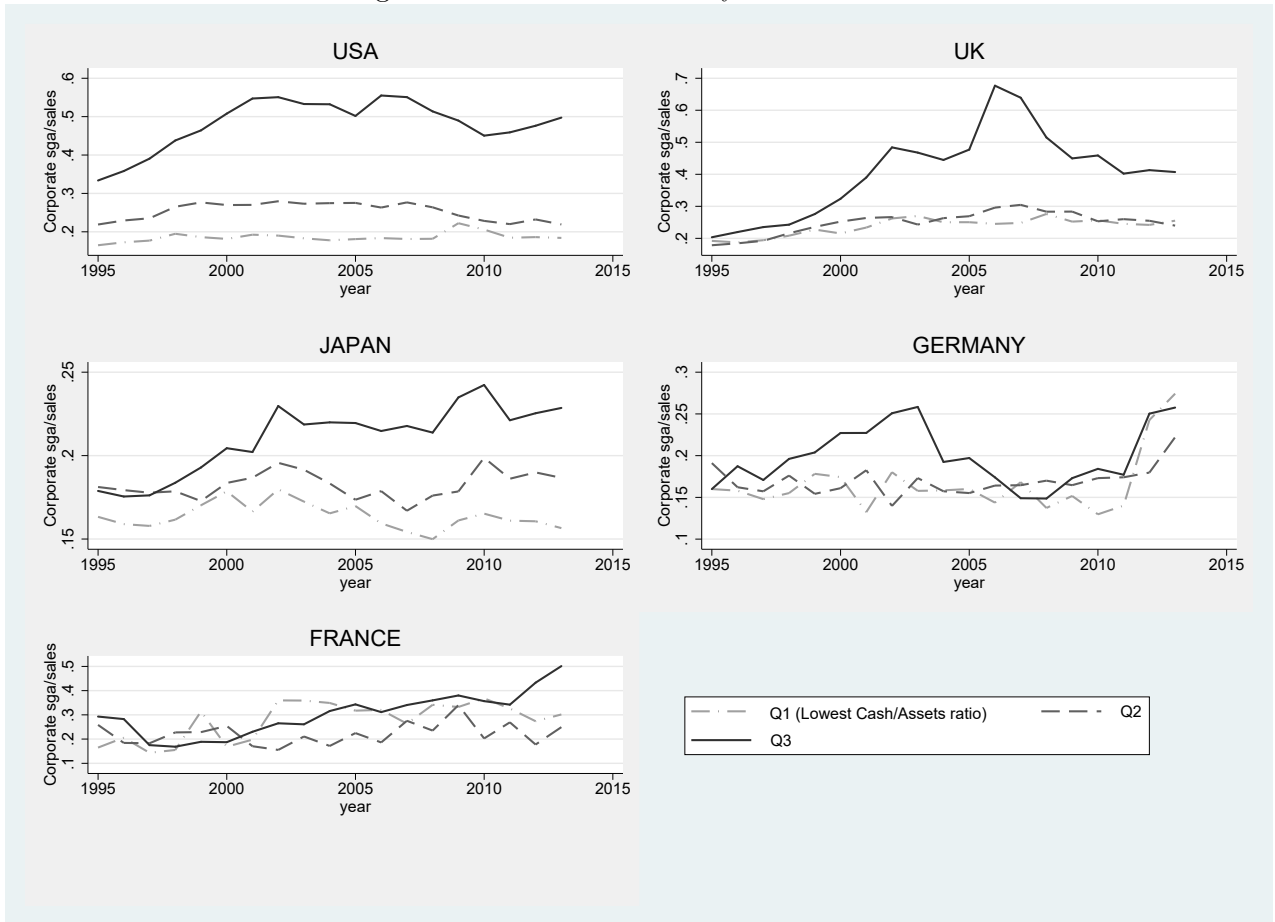 USA
Corporate sga/sales
.2 .3 .4 .5 .6
1995 2000 2005 2010 2015
year
UK
Corporate sga/sales
.2 .3 .4 .5 .6 .7
1995 2000 2005 2010 2015
year
JAPAN
Corporate sga/sales
.15 .2 .25
1995 2000 2005 2010 2015
year
GERMANY
Corporate sga/sales
.1 .15 .2 .25 .3
1995 2000 2005 2010 2015
year
FRANCE
Corporate sga/sales
.1 .2 .3 .4 .5
1995 2000 2005 2010 2015
year
Q1 (Lowest Cash/Assets ratio) Q2
Q3